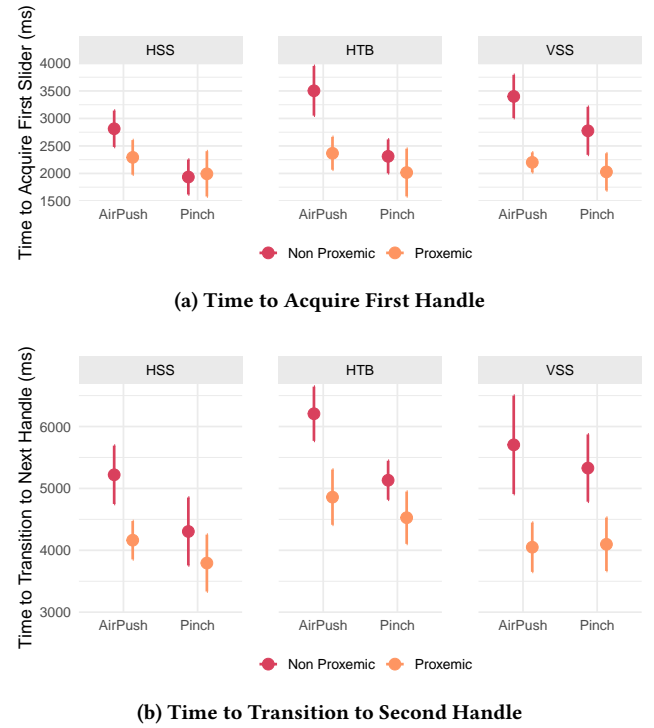 Time to Acquire First Slider (ms)
HSS HTB VSS
4000
3500
3000
2500
2000
1500
AirPush Pinch AirPush Pinch AirPush Pinch
Non Proxemic Proxemic
(a) Time to Acquire First Handle
Time to Transition to Next Handle (ms)
HSS HTB VSS
6000
5000
4000
3000
AirPush Pinch AirPush Pinch AirPush Pinch
Non Proxemic Proxemic
(b) Time to Transition to Second Handle